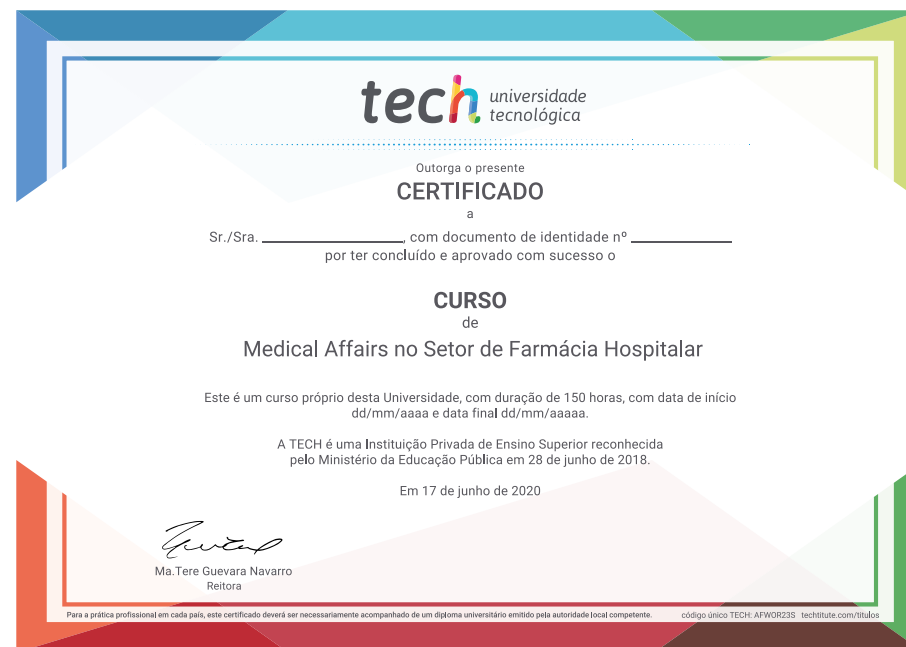 tech universidade
tecnológica
Outorga o presente
CERTIFICADO
a
Sr./Sra. ____________, com documento de identidade nº ____________
por ter concluído e aprovado com sucesso o
CURSO
de
Medical Affairs no Setor de Farmácia Hospitalar
Este é um curso próprio desta Universidade, com duração de 150 horas, com data de início
dd/mm/aaaa e data final dd/mm/aaaaa.
A TECH é uma Instituição Privada de Ensino Superior reconhecida
pelo Ministério da Educação Pública em 28 de junho de 2018.
Em 17 de junho de 2020
Ma.Tere Guevara Navarro
Reitora
Para a prática profissional em cada país, este certificado deverá ser necessariamente acompanhado de um diploma universitário emitido pela autoridade local competente. código único TECH: AFWOR23S techtitute.com/títulos